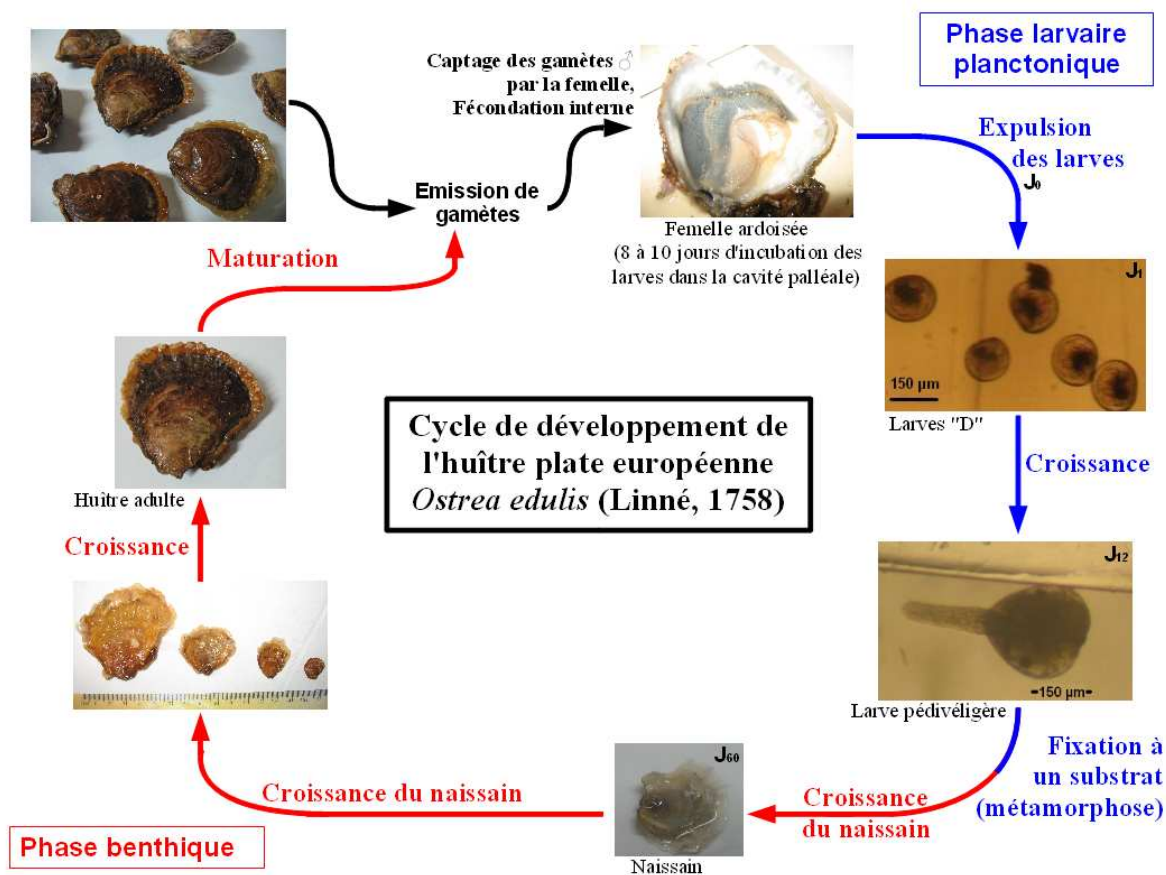 Captage des gamètes ♂
par la femelle,
Fécondation interne
Phase larvaire
planctonique
Expulsion
des larves
J0
Emission de
gamètes
Femelle ardoisée
(8 à 10 jours d'incubation des
larves dans la cavité palléale)
Maturation
J1
150 µm
Larves "D"
Cycle de développement de
l'huître plate européenne
Ostrea edulis (Linné, 1758)
Croissance
Huître adulte
Croissance
J12
150 µm
Larve pédivéligère
Fixation à
un substrat
(métamorphose)
J60
Croissance du naissain
Croissance
du naissain
Phase benthique
Naissain